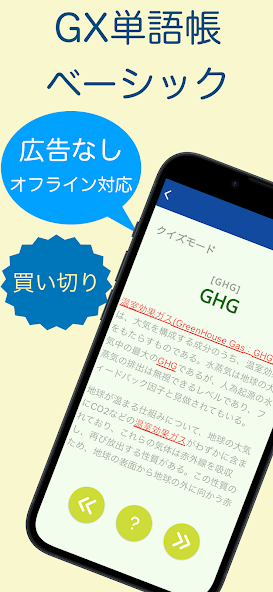 GX単語帳
ベーシック
広告なし
オフライン対応
買い切り
クイズモード
[GHG]
GHG
温室効果ガス(GreenHouse Gas、GHG
は、大気を構成する成分のうち、温室効
をもたらすものである。水蒸気は地球の大
気中の最大のGHGであるが、人為起源の水
蒸気の排出は無視できるレベルであり、フ
ィードバック因子と見做されている。
地球が温まる仕組みについて、地球の大気
にCO2などの温室効果ガスがわずかに含ま
れており、これらの気体は赤外線を吸収
し、再び放出する性質がある。この性質の
ため、地球の表面から地球の外に向かう赤
?